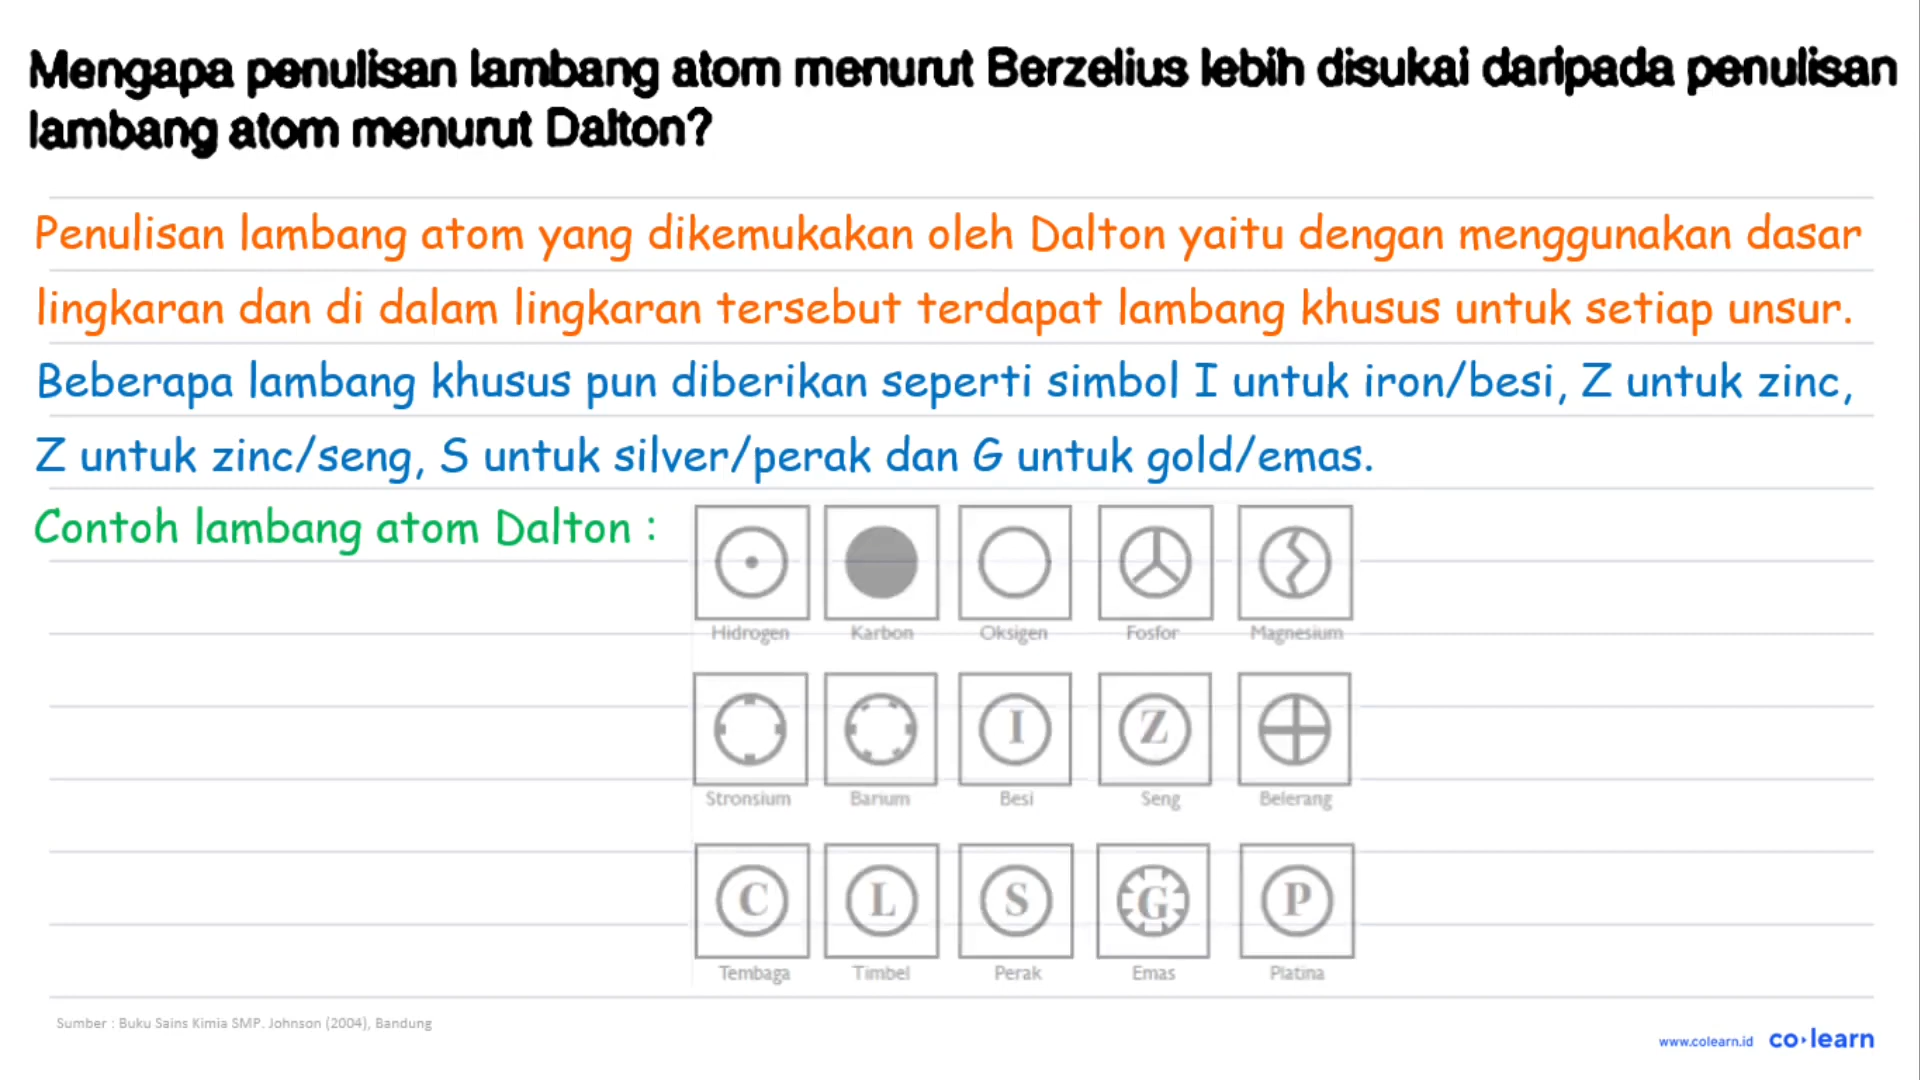 Mengapa penulisan lambang atom menurut Berzelius lebih disukai daripada penulisan
lambang atom menurut Dalton?
Penulisan lambang atom yang dikemukakan oleh Dalton yaitu dengan menggunakan dasar
lingkaran dan di dalam lingkaran tersebut terdapat lambang khusus untuk setiap unsur.
Beberapa lambang khusus pun diberikan seperti simbol I untuk iron/besi, Z untuk zinc,
Z untuk zinc/seng, S untuk silver/perak dan G untuk gold/emas.
Contoh lambang atom Dalton :
Hidrogen Karbon Oksigen Fosfor Magnesium
I Z
Stronsium Barium Besi Seng Belerang
C L S G P
Tembaga Timbel Perak Emas Platina
Sumber : Buku Sains Kimia SMP. Johnson (2004), Bandung
www.colearn.id co learn